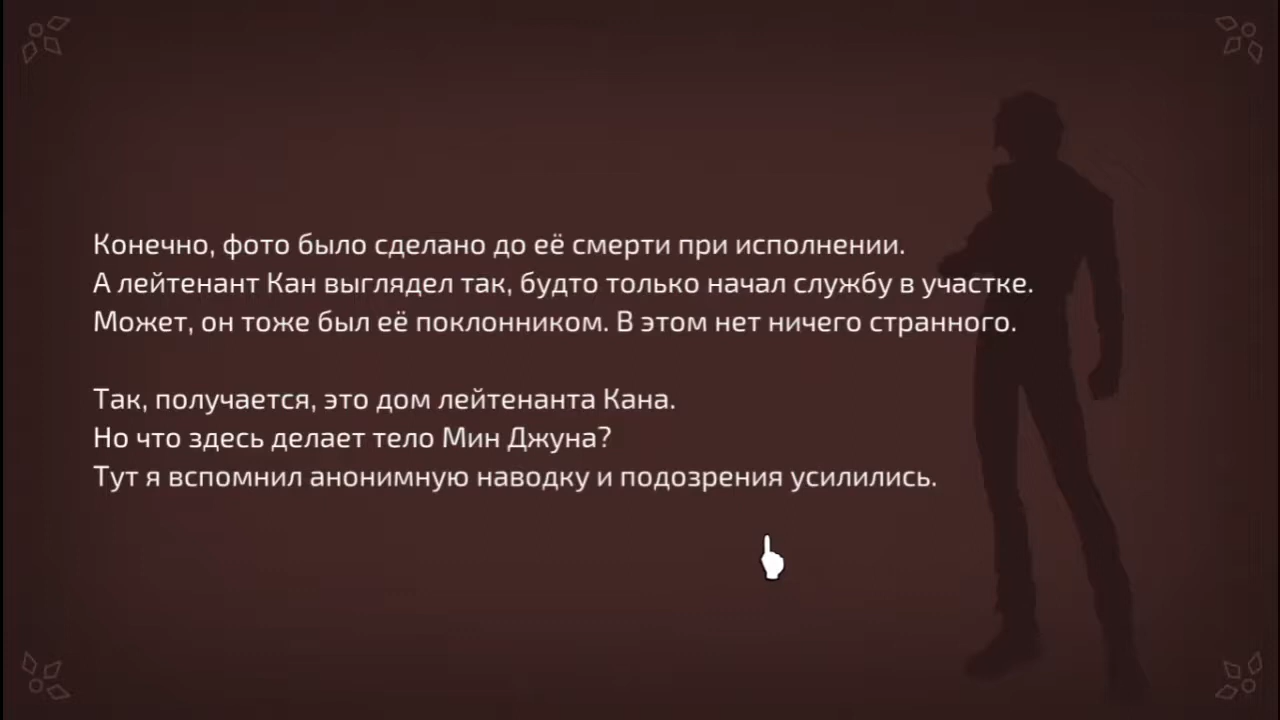 Конечно, фото было сделано до её смерти при исполнении.
А лейтенант Кан выглядел так, будто только начал службу в участке.
Может, он тоже был её поклонником. В этом нет ничего странного.
Так, получается, это дом лейтенанта Кана.
Но что здесь делает тело Мин Джуна?
Тут я вспомнил анонимную наводку и подозрения усилились.